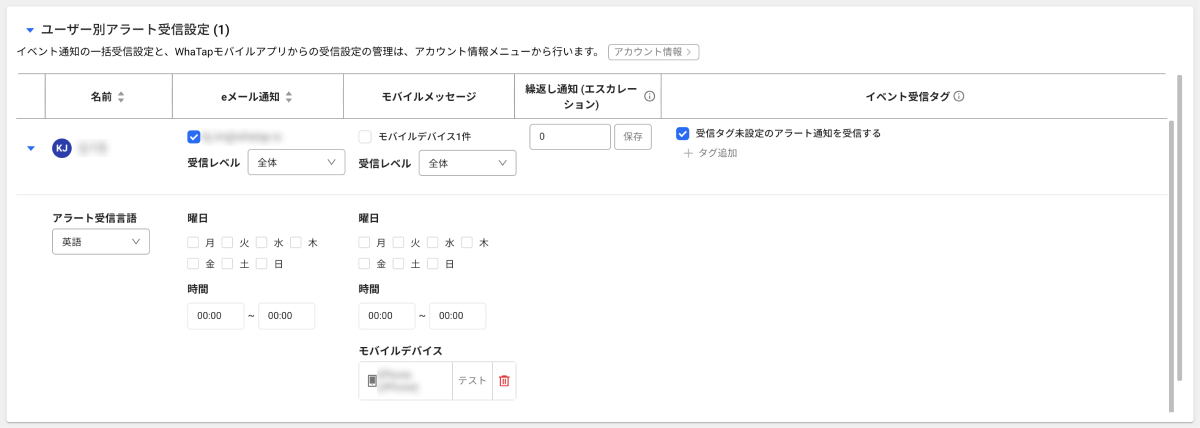 ユーザー別アラート受信設定 (1)
イベント通知の一括受信設定と、WhaTapモバイルアプリからの受信設定の管理は、アカウント情報メニューから行います。 アカウント情報 >
名前 eメール通知 モバイルメッセージ 繰返し通知 (エスカレーション) イベント受信タグ
KJ モバイルデバイス1件 0 保存 受信タグ未設定のアラート通知を受信する
受信レベル 全体 受信レベル 全体 + タグ追加
アラート受信言語 曜日 曜日
英語 月 火 水 木 月 火 水 木
金 土 日 金 土 日
時間 時間
00:00 ~ 00:00 00:00 ~ 00:00
モバイルデバイス
テスト